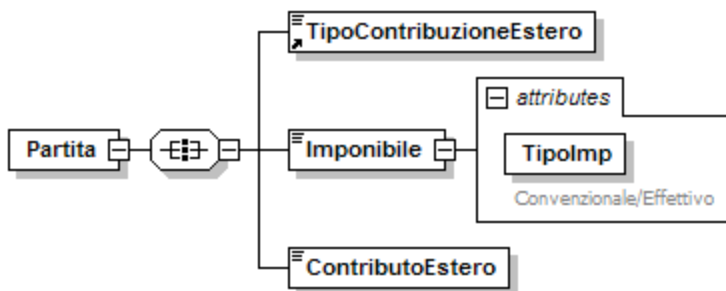 TipoContribuzioneEstero
attributes
Partita
Imponibile
TipoImp
Convenzionale/Effettivo
ContributoEstero